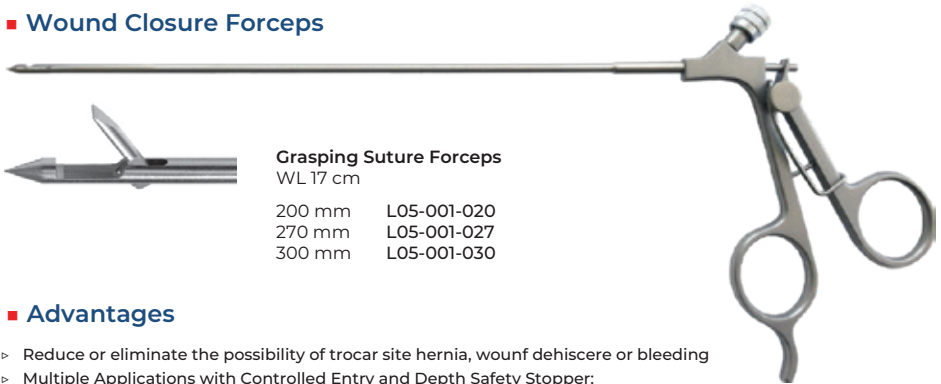 Wound Closure Forceps
Grasping Suture Forceps
WL 17 cm
200 mm L05-001-020
270 mm L05-001-027
300 mm L05-001-030
Advantages
Reduce or eliminate the possibility of trocar site hernia, wounf dehiscere or bleeding
Multiple Applications with Controlled Entry and Depth Safety Stopper: